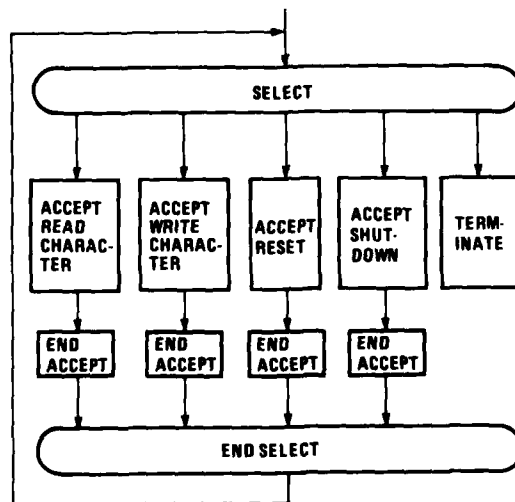 SELECT
ACCEPT
READ
CHARAC-
TER
ACCEPT
WRITE
CHARAC-
TER
ACCEPT
RESET
ACCEPT
SHUT-
DOWN
TERM-
INATE
END
ACCEPT
END
ACCEPT
END
ACCEPT
END
ACCEPT
END SELECT